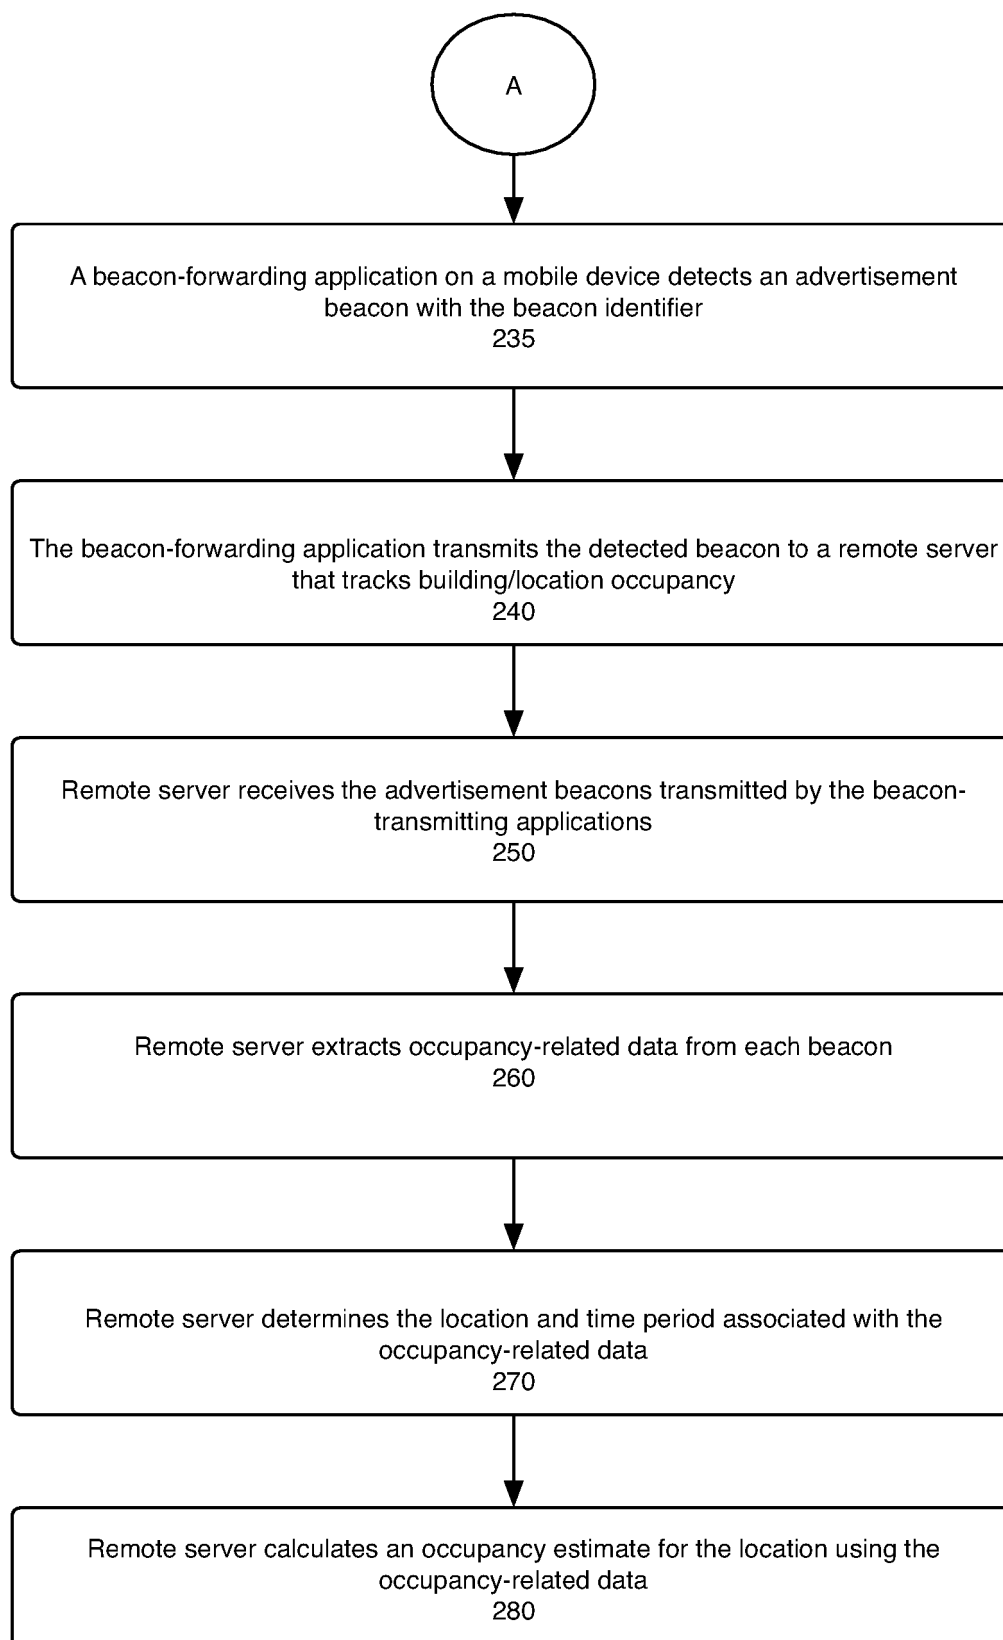 A
A beacon-forwarding application on a mobile device detects an advertisement
beacon with the beacon identifier
235
The beacon-forwarding application transmits the detected beacon to a remote server
that tracks building/location occupancy
240
Remote server receives the advertisement beacons transmitted by the beacon-
transmitting applications
250
Remote server extracts occupancy-related data from each beacon
260
Remote server determines the location and time period associated with the
occupancy-related data
270
Remote server calculates an occupancy estimate for the location using the
occupancy-related data
280